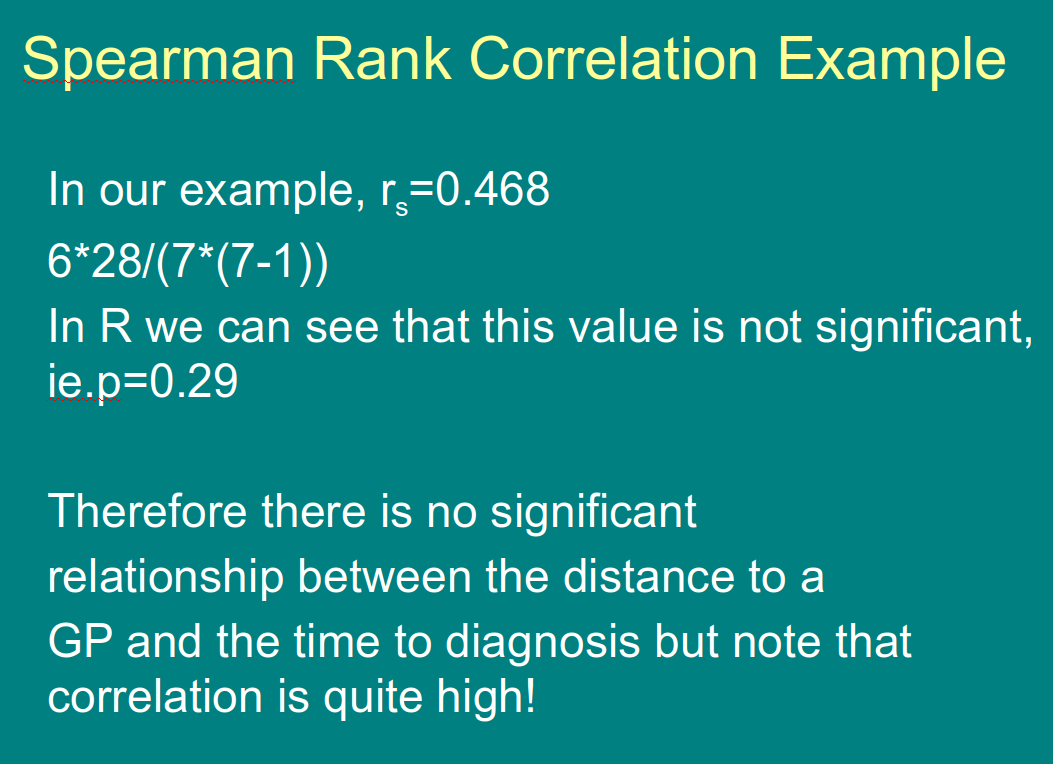 Spearman Rank Correlation Example
In our example, rs=0.468
6*28/(7*(7-1))
In R we can see that this value is not significant,
ie.p=0.29
Therefore there is no significant
relationship between the distance to a
GP and the time to diagnosis but note that
correlation is quite high!